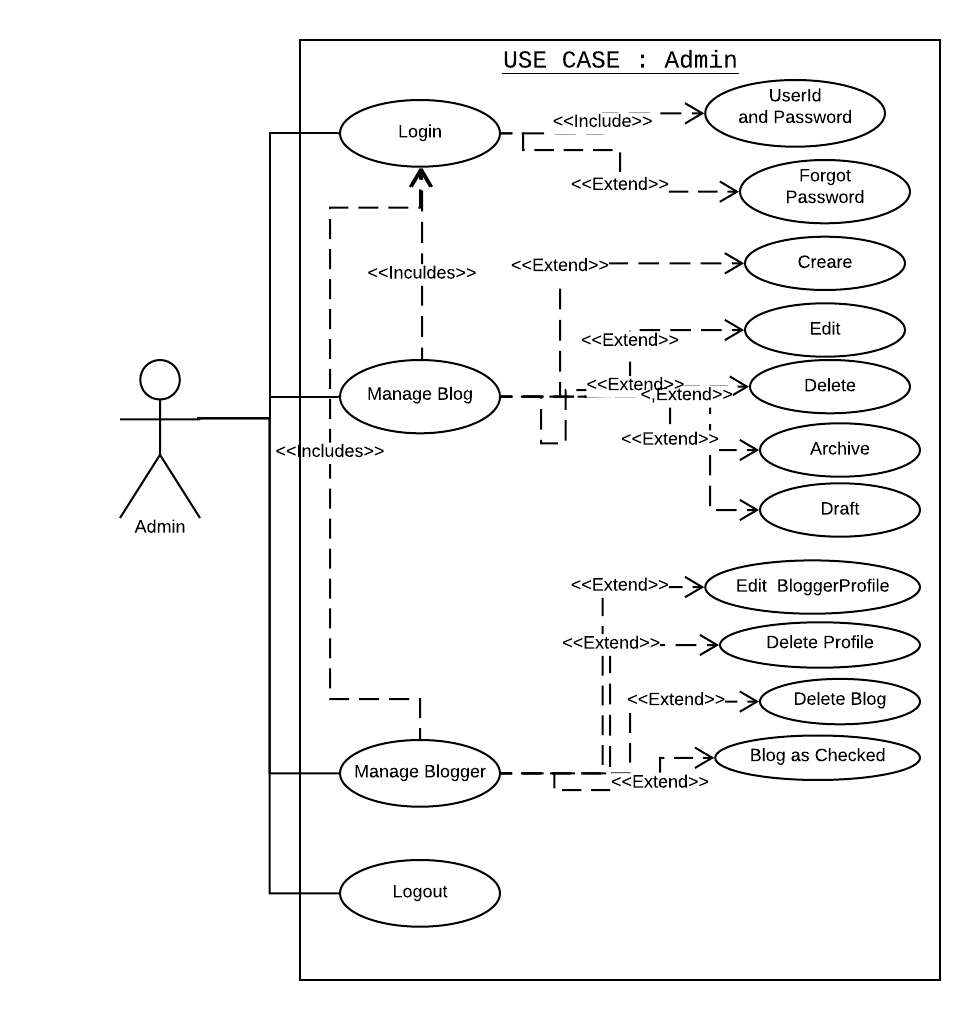 USE CASE : Admin
UserId
and Password
Login
<<Include>>
Forgot
Password
<<Extend>>
<<Extend>>
Creare
<<Inculdes>>
Edit
<<Extend>>
<<Extend>>
Delete
Manage Blog
<,Extend>>
<<Extend>>
Archive
<<Includes>>
Draft
Admin
<<Extend>>
Edit  BloggerProfile
<<Extend>>
Delete Profile
<<Extend>>
Delete Blog
Blog as Checked
Manage Blogger
<<Extend>>
Logout